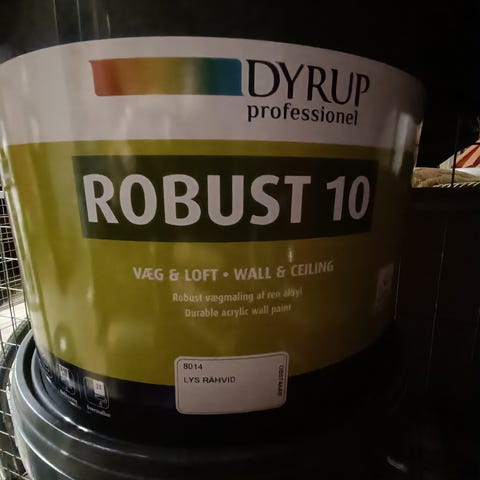 DYRUP
professionel
ROBUST 10
VÆG & LOFT • WALL & CEILING
Robust vægmaling af ren akryl
Durable acrylic wall paint
8014
LYS RÅHVID